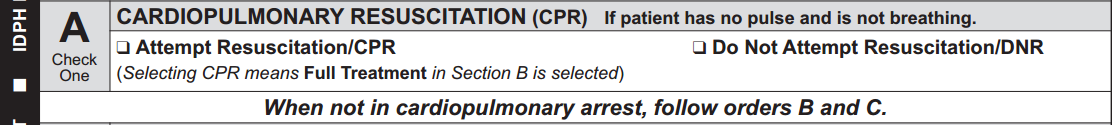 IDPH
A
Check
One
CARDIOPULMONARY RESUSCITATION (CPR) If patient has no pulse and is not breathing.
❏ Attempt Resuscitation/CPR ❏ Do Not Attempt Resuscitation/DNR
(Selecting CPR means Full Treatment in Section B is selected)
When not in cardiopulmonary arrest, follow orders B and C.